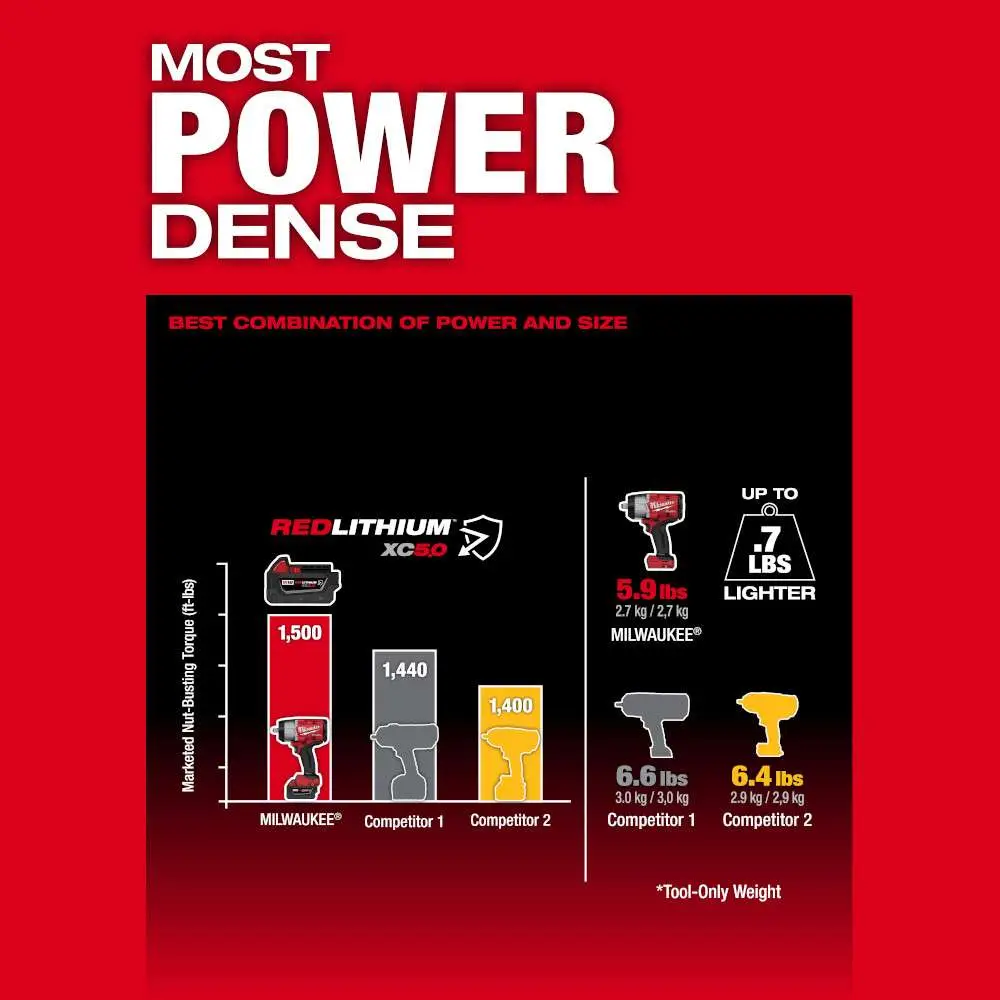 MOST
POWER
DENSE
BEST COMBINATION OF POWER AND SIZE
REDLITHIUM™
XC5.0
Marketed Nut-Busting Torque (ft-lbs)
1,500
1,440
1,400
MILWAUKEE®
Competitor 1
Competitor 2
UP TO
.7
LBS
LIGHTER
5.9 lbs
2.7 kg / 2,7 kg
MILWAUKEE®
6.6 lbs
3.0 kg / 3,0 kg
Competitor 1
6.4 lbs
2.9 kg / 2,9 kg
Competitor 2
*Tool-Only Weight